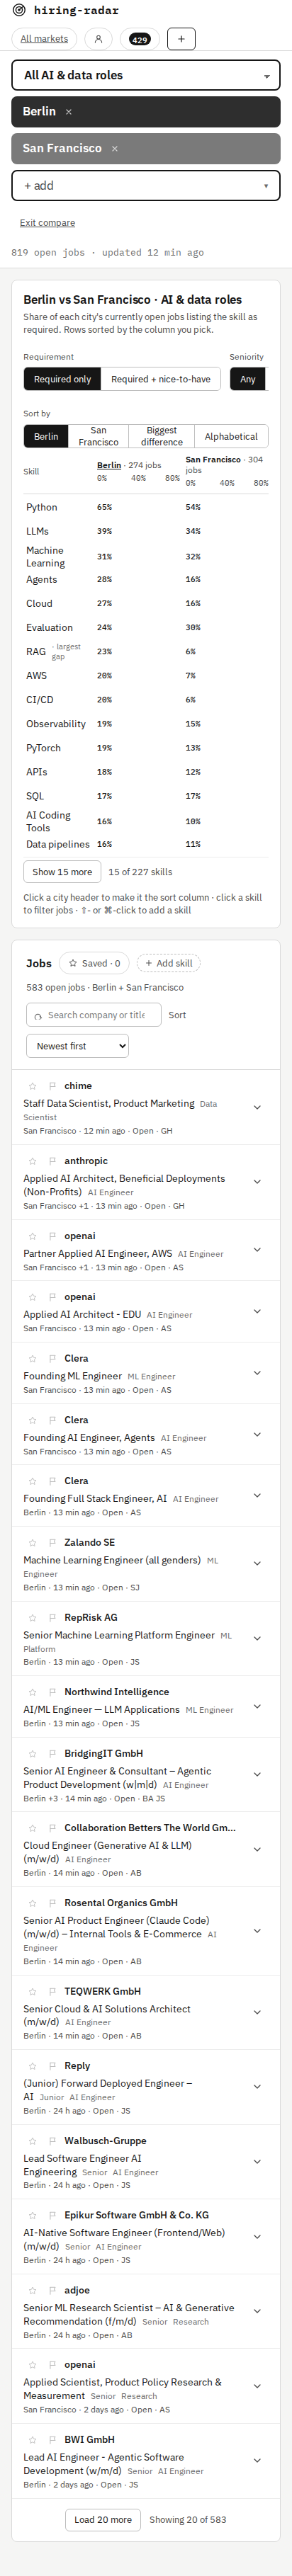 hiring-radar
All markets
429
+
All AI & data roles
Berlin ×
San Francisco ×
+ add
Exit compare
819 open jobs · updated 12 min ago
Berlin vs San Francisco · AI & data roles
Share of each city's currently open jobs listing the skill as
required. Rows sorted by the column you pick.
Requirement Seniority
Required only Required + nice-to-have Any
Sort by
Berlin San Francisco Biggest difference Alphabetical
Skill Berlin · 274 jobs San Francisco · 304 jobs
0% 40% 80% 0% 40% 80%
Python 65% 54%
LLMs 39% 34%
Machine Learning 31% 32%
Agents 28% 16%
Cloud 27% 16%
Evaluation 24% 30%
RAG · largest gap 23% 6%
AWS 20% 7%
CI/CD 20% 6%
Observability 19% 15%
PyTorch 19% 13%
APIs 18% 12%
SQL 17% 17%
AI Coding Tools 16% 10%
Data pipelines 16% 11%
Show 15 more 15 of 227 skills
Click a city header to make it the sort column · click a skill
to filter jobs · ⇧- or ⌘-click to add a skill
Jobs Saved · 0 + Add skill
583 open jobs · Berlin + San Francisco
Search company or title Sort
Newest first
chime
Staff Data Scientist, Product Marketing Data
Scientist
San Francisco · 12 min ago · Open · GH
anthropic
Applied AI Architect, Beneficial Deployments
(Non-Profits) AI Engineer
San Francisco +1 · 13 min ago · Open · GH
openai
Partner Applied AI Engineer, AWS AI Engineer
San Francisco +1 · 13 min ago · Open · AS
openai
Applied AI Architect - EDU AI Engineer
San Francisco · 13 min ago · Open · AS
Clera
Founding ML Engineer ML Engineer
San Francisco · 13 min ago · Open · AS
Clera
Founding AI Engineer, Agents AI Engineer
San Francisco · 13 min ago · Open · AS
Clera
Founding Full Stack Engineer, AI AI Engineer
Berlin · 13 min ago · Open · AS
Zalando SE
Machine Learning Engineer (all genders) ML
Engineer
Berlin · 13 min ago · Open · SJ
RepRisk AG
Senior Machine Learning Platform Engineer ML
Platform
Berlin · 13 min ago · Open · JS
Northwind Intelligence
AI/ML Engineer — LLM Applications ML Engineer
Berlin · 13 min ago · Open · JS
BridgingIT GmbH
Senior AI Engineer & Consultant – Agentic
Product Development (w|m|d) AI Engineer
Berlin +3 · 14 min ago · Open · BA JS
Collaboration Betters The World Gm...
Cloud Engineer (Generative AI & LLM)
(m/w/d) AI Engineer
Berlin · 14 min ago · Open · AB
Rosental Organics GmbH
Senior AI Product Engineer (Claude Code)
(m/w/d) – Internal Tools & E-Commerce AI
Engineer
Berlin · 14 min ago · Open · AB
TEQWERK GmbH
Senior Cloud & AI Solutions Architect
(m/w/d) AI Engineer
Berlin · 14 min ago · Open · AB
Reply
(Junior) Forward Deployed Engineer –
AI Junior AI Engineer
Berlin · 24 h ago · Open · JS
Walbusch-Gruppe
Lead Software Engineer AI
Engineering Senior AI Engineer
Berlin · 24 h ago · Open · JS
Epikur Software GmbH & Co. KG
AI-Native Software Engineer (Frontend/Web)
(m/w/d) Senior AI Engineer
Berlin · 24 h ago · Open · JS
adjoe
Senior ML Research Scientist – AI & Generative
Recommendation (f/m/d) Senior Research
Berlin · 24 h ago · Open · AB
openai
Applied Scientist, Product Policy Research &
Measurement Senior Research
San Francisco · 2 days ago · Open · AS
BWI GmbH
Lead AI Engineer - Agentic Software
Development (w/m/d) Senior AI Engineer
Berlin · 2 days ago · Open · JS
Load 20 more Showing 20 of 583